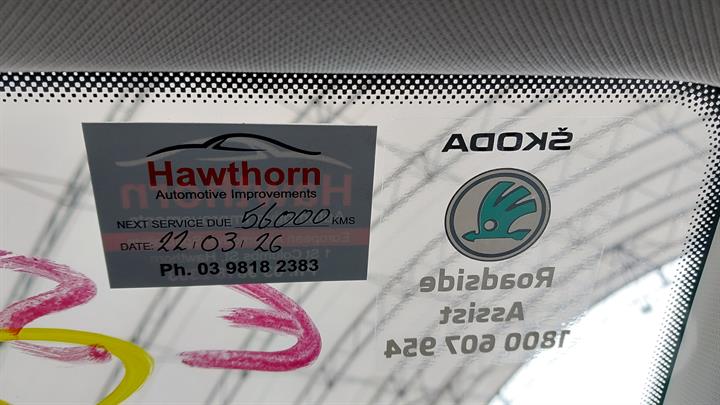 Hawthorn
Automotive Improvements
NEXT SERVICE DUE 56000 KMS
DATE: 22/03/26
Ph. 03 9818 2383
ŠKODA
Roadside
Assist
1800 607 954